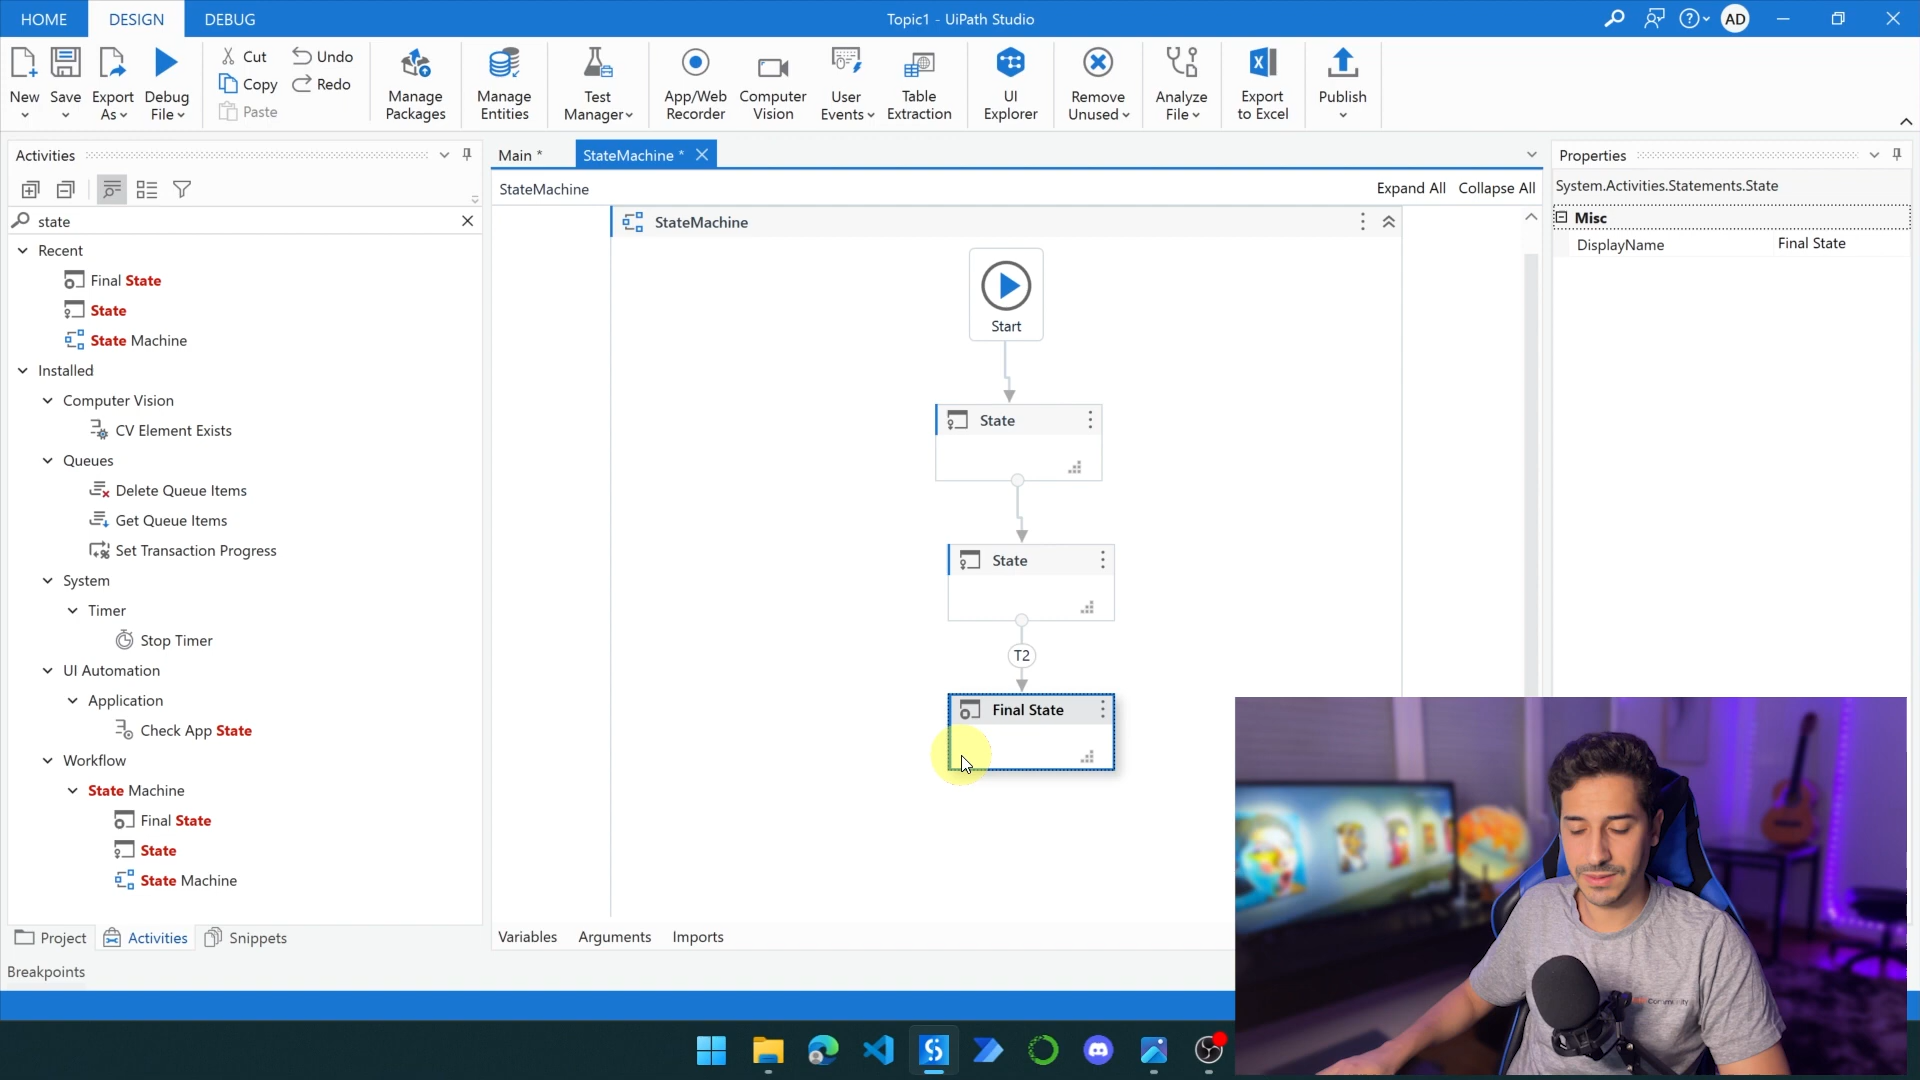 HOME
DESIGN
DEBUG
Topic1 - UiPath Studio
AD
New
Save
Export As
Debug File
Cut
Copy
Paste
Undo
Redo
Manage Packages
Manage Entities
Test Manager
App/Web Recorder
Computer Vision
User Events
Table Extraction
UI Explorer
Remove Unused
Analyze File
Export to Excel
Publish
Activities
state
Recent
Final State
State
State Machine
Installed
Computer Vision
CV Element Exists
Queues
Delete Queue Items
Get Queue Items
Set Transaction Progress
System
Timer
Stop Timer
UI Automation
Application
Check App State
Workflow
State Machine
Final State
State
State Machine
Project
Activities
Snippets
Breakpoints
Main *
StateMachine *
StateMachine
Expand All
Collapse All
StateMachine
Start
State
State
T2
Final State
Variables
Arguments
Imports
Properties
System.Activities.Statements.State
Misc
DisplayName
Final State
Community